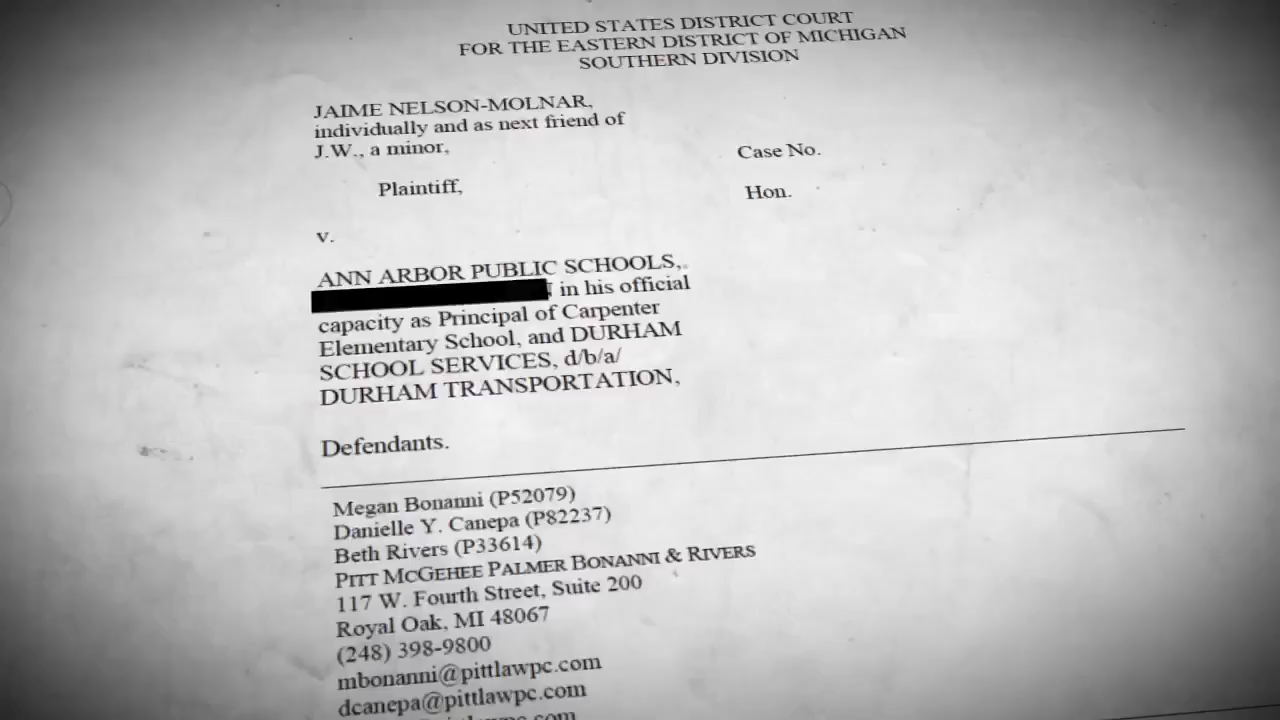 UNITED STATES DISTRICT COURT
FOR THE EASTERN DISTRICT OF MICHIGAN
SOUTHERN DIVISION
JAIME NELSON-MOLNAR,
individually and as next friend of
J.W., a minor,
Case No.
Plaintiff,
Hon.
v.
ANN ARBOR PUBLIC SCHOOLS,
in his official
capacity as Principal of Carpenter
Elementary School, and DURHAM
SCHOOL SERVICES, d/b/a/
DURHAM TRANSPORTATION,
Defendants.
Megan Bonanni (P52079)
Danielle Y. Canepa (P82237)
Beth Rivers (P33614)
PITT MCGEHEE PALMER BONANNI & RIVERS
117 W. Fourth Street, Suite 200
Royal Oak, MI 48067
(248) 398-9800
mbonanni@pittlawpc.com
dcanepa@pittlawpc.com